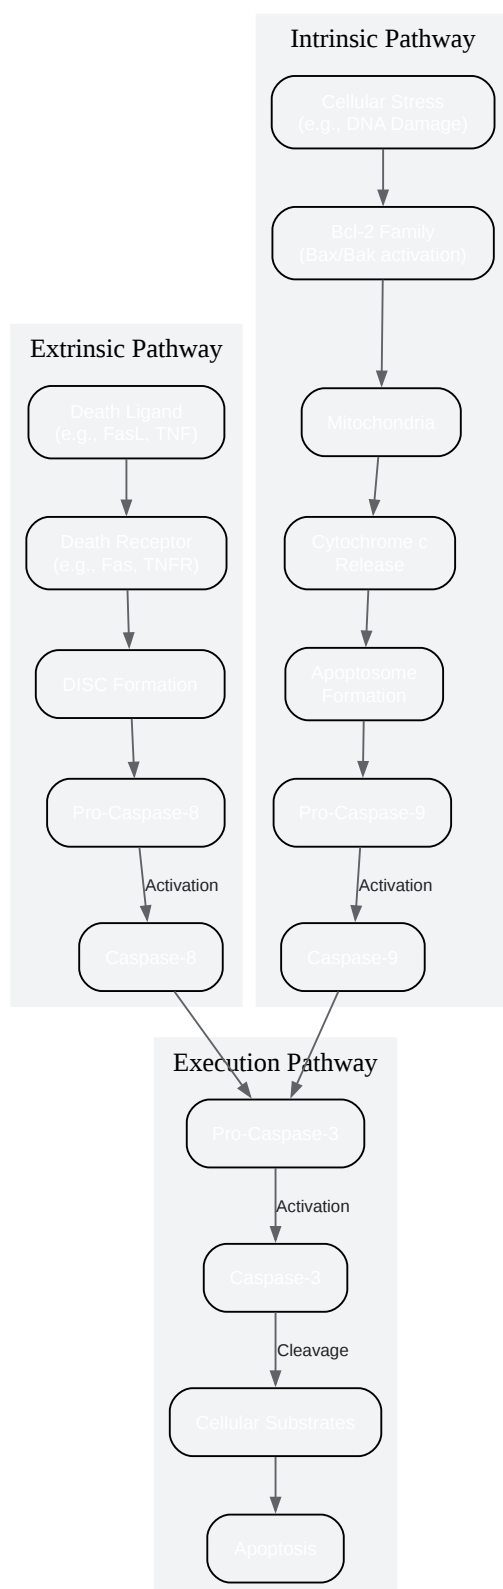 Intrinsic Pathway
Cellular Stress
(e.g., DNA Damage)
Bcl-2 Family
(Bax/Bak activation)
Mitochondria
Cytochrome c
Release
Apoptosome
Formation
Pro-Caspase-9
Activation
Caspase-9
Extrinsic Pathway
Death Ligand
(e.g., FasL, TNF)
Death Receptor
(e.g., Fas, TNFR)
DISC Formation
Pro-Caspase-8
Activation
Caspase-8
Execution Pathway
Pro-Caspase-3
Activation
Caspase-3
Cleavage
Cellular Substrates
Apoptosis